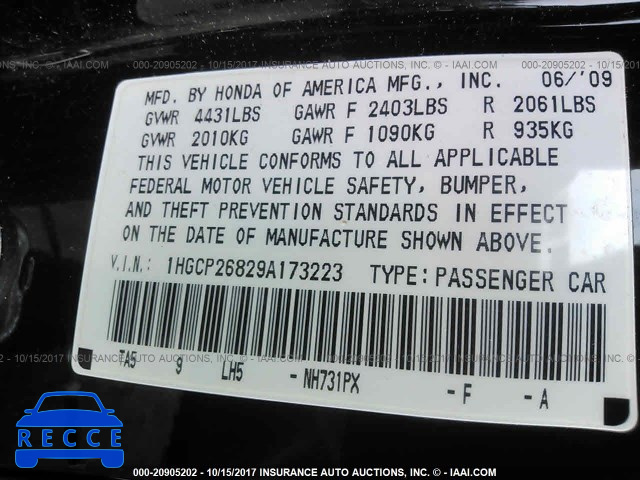 000-20905202 - 10/15/2017 INSURANCE AUTO AUCTIONS, INC. - ©IAAI.COM
MFD. BY HONDA OF AMERICA MFG., INC. 06/'09
GVWR 4431LBS GAWR F 2403LBS R 2061LBS
GVWR 2010KG GAWR F 1090KG R 935KG
THIS VEHICLE CONFORMS TO ALL APPLICABLE
FEDERAL MOTOR VEHICLE SAFETY, BUMPER,
AND THEFT PREVENTION STANDARDS IN EFFECT
ON THE DATE OF MANUFACTURE SHOWN ABOVE.
V.I.N: 1HGCP26829A173223 TYPE: PASSENGER CAR
TA5 9 LH5 -NH731PX -F -A
RECCE
000-20905202 - 10/15/2017 INSURANCE AUTO AUCTIONS, INC. - ©IAAI.COM